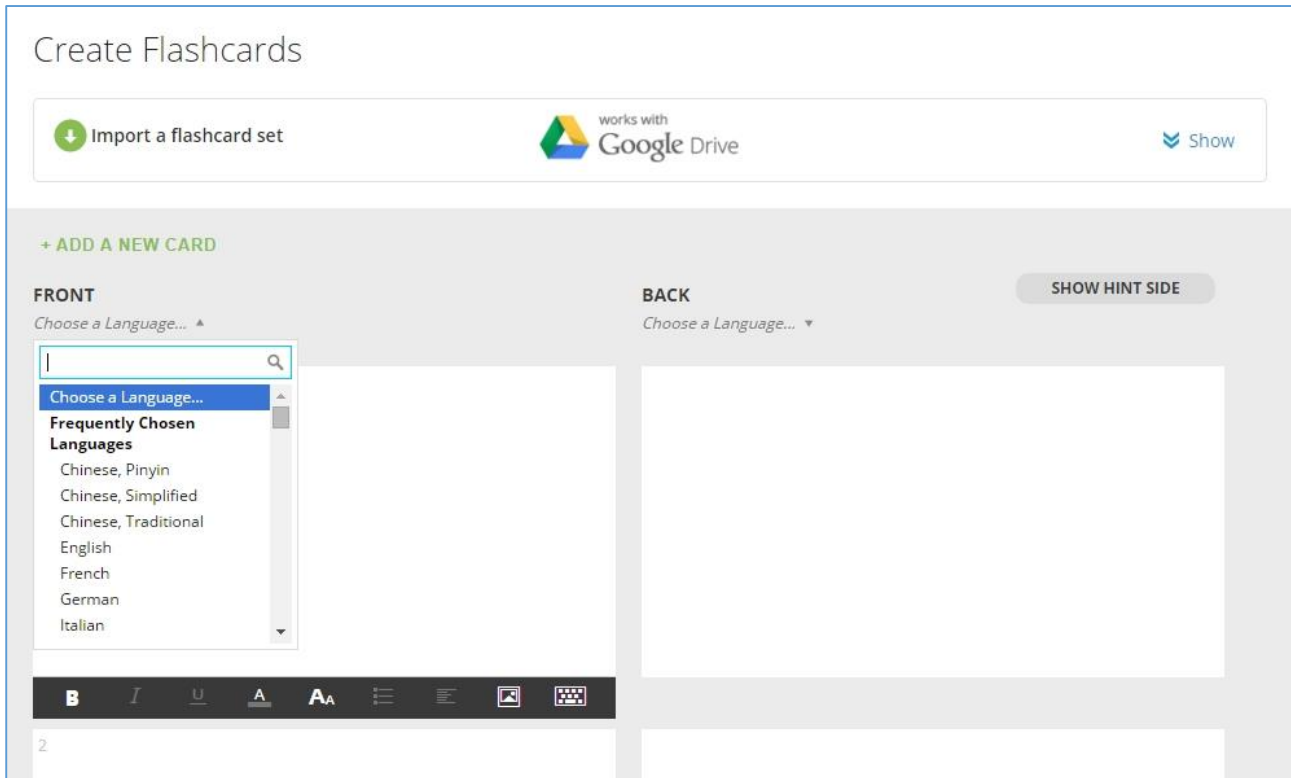 Create Flashcards
Import a flashcard set
works with
Google Drive
Show
+ ADD A NEW CARD
FRONT
BACK
SHOW HINT SIDE
Choose a Language...
Choose a Language...
Choose a Language...
Frequently Chosen
Languages
Chinese, Pinyin
Chinese, Simplified
Chinese, Traditional
English
French
German
Italian
B I U A AA
2